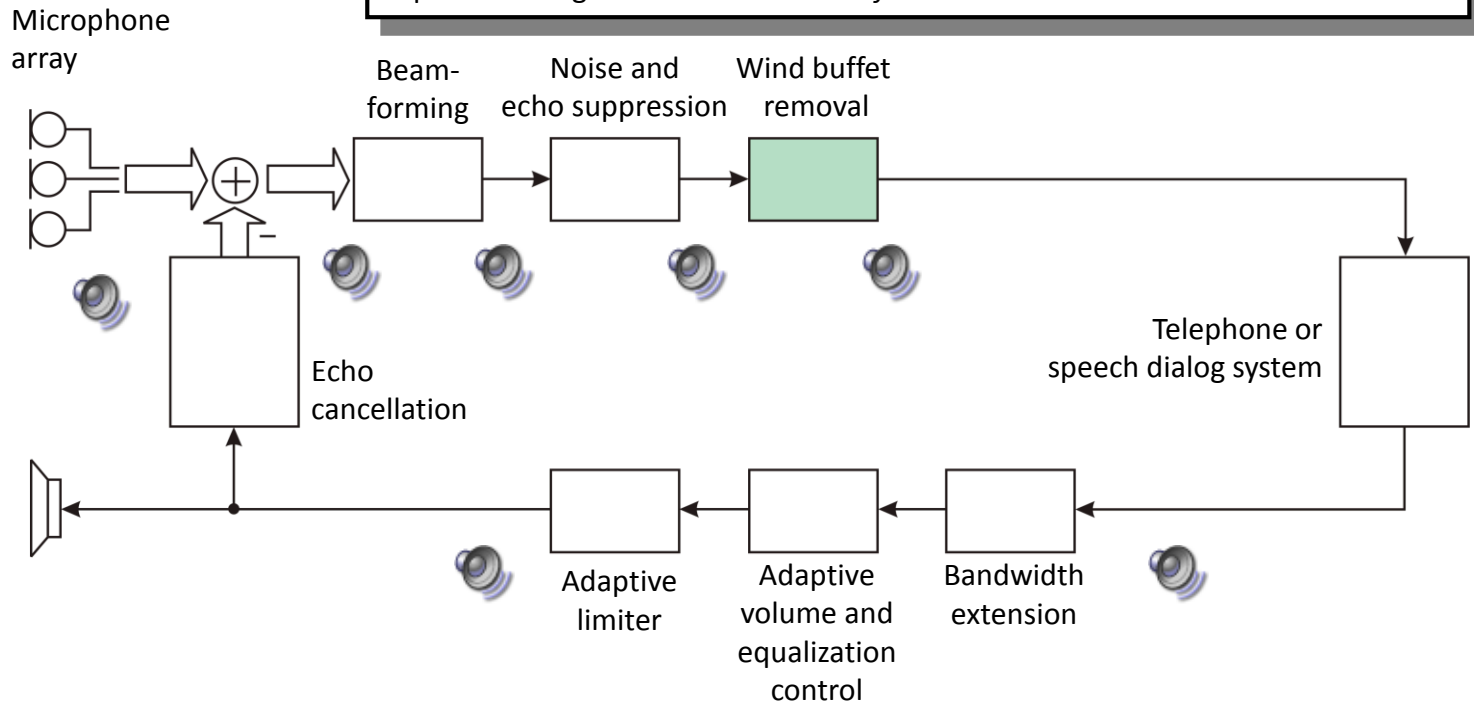 Microphone
array
Beam-
forming
Noise and
echo suppression
Wind buffet
removal
–
Echo
cancellation
Telephone or
speech dialog system
Adaptive
limiter
Adaptive
volume and
equalization
control
Bandwidth
extension